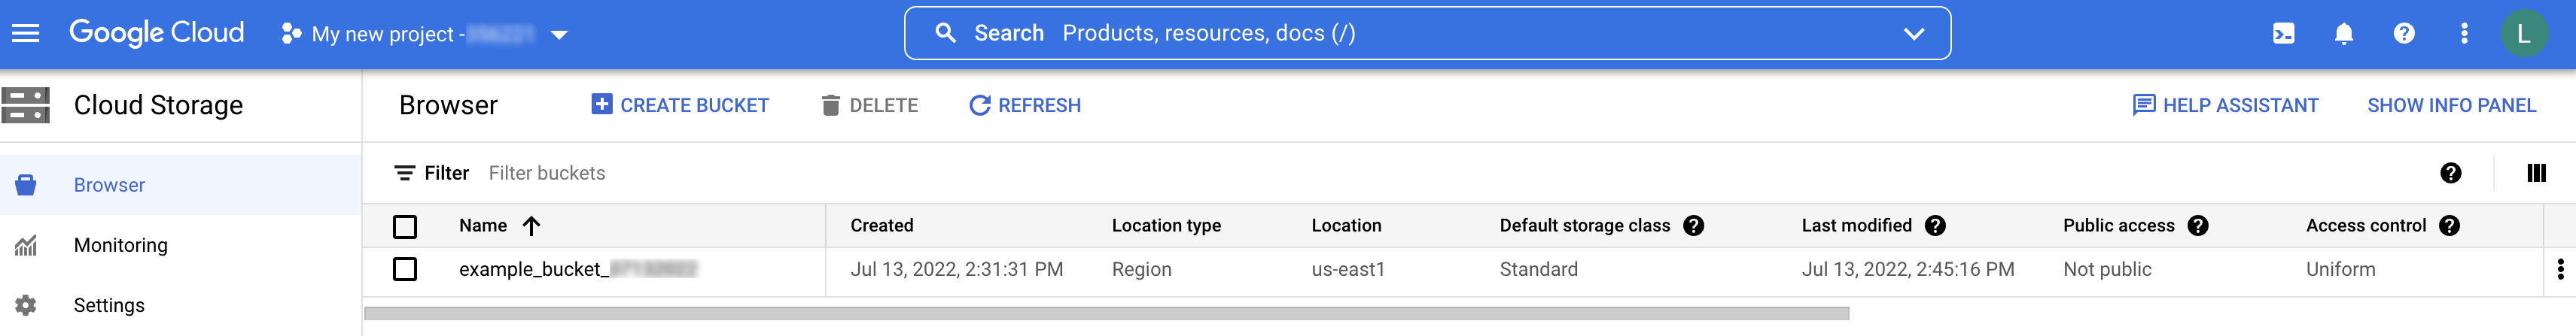 Google Cloud My new project - Search Products, resources, docs (/) L
Cloud Storage Browser CREATE BUCKET DELETE REFRESH HELP ASSISTANT SHOW INFO PANEL
Browser Filter Filter buckets
Name Created Location type Location Default storage class Last modified Public access Access control
Monitoring
example_bucket_ Jul 13, 2022, 2:31:31 PM Region us-east1 Standard Jul 13, 2022, 2:45:16 PM Not public Uniform
Settings